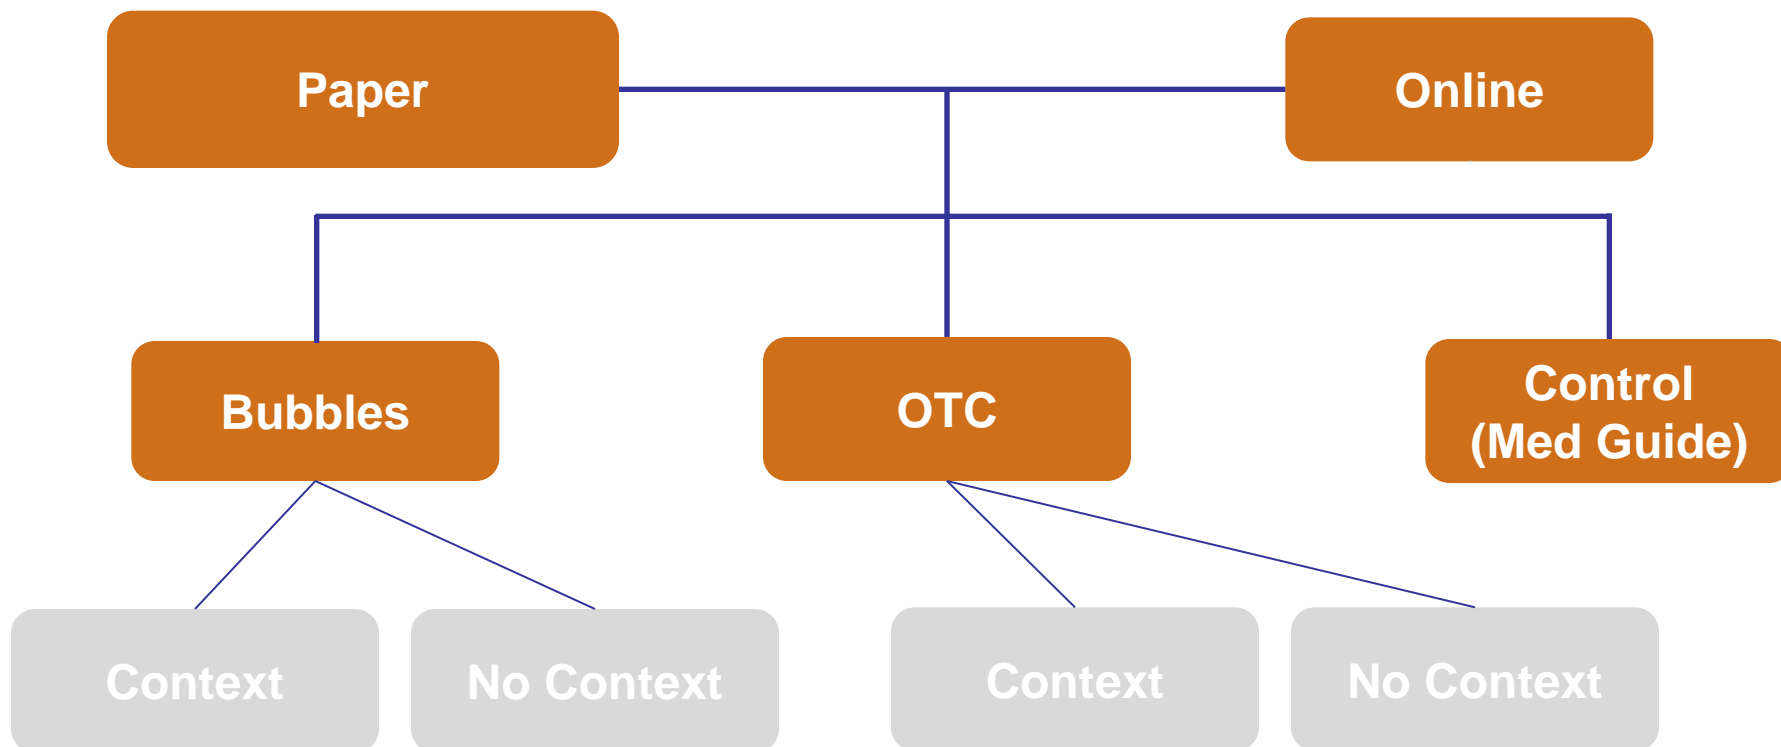 Paper
Online
Bubbles
OTC
Control
(Med Guide)
Context
No Context
Context
No Context